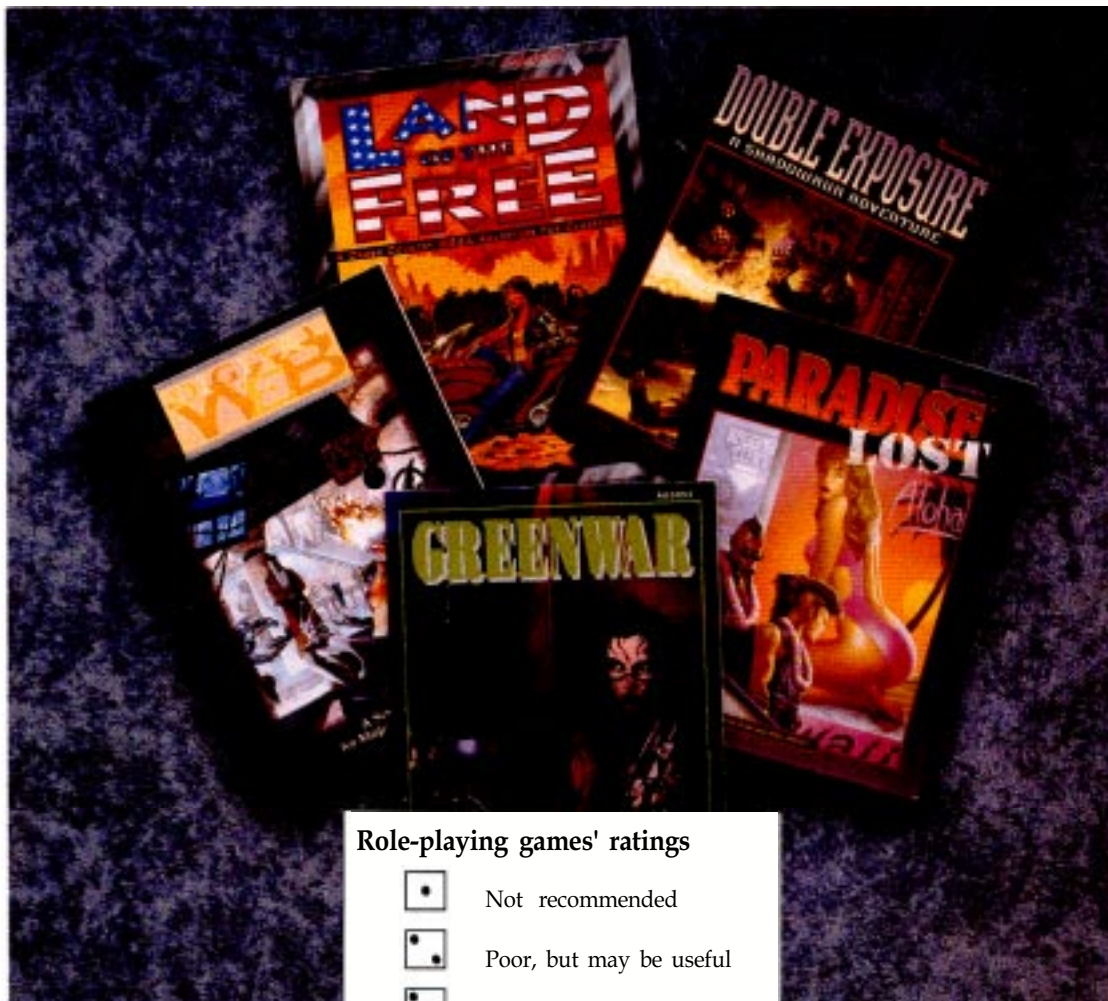 LAND
OF THE
FREE
DOUBLE EXPOSURE
A SHADOWRUN ADVENTURE
PARADISE
LOST
Aloha
WEB
GREENWAR
Role-playing games' ratings
Not recommended
Poor, but may be useful